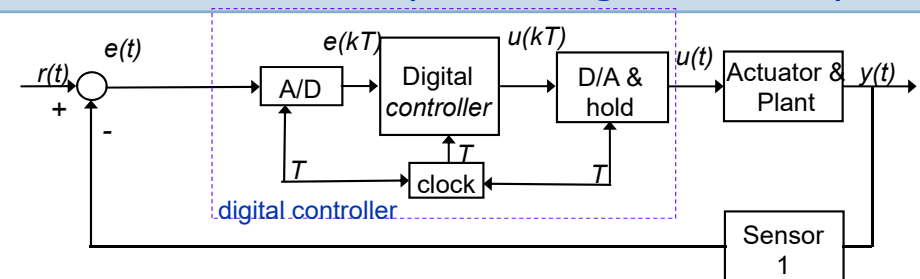 r(t)
+
-
e(t)
A/D
e(kT)
Digital
controller
u(kT)
D/A &
hold
u(t)
Actuator &
Plant
y(t)
T
T
T
clock
digital controller
Sensor
1